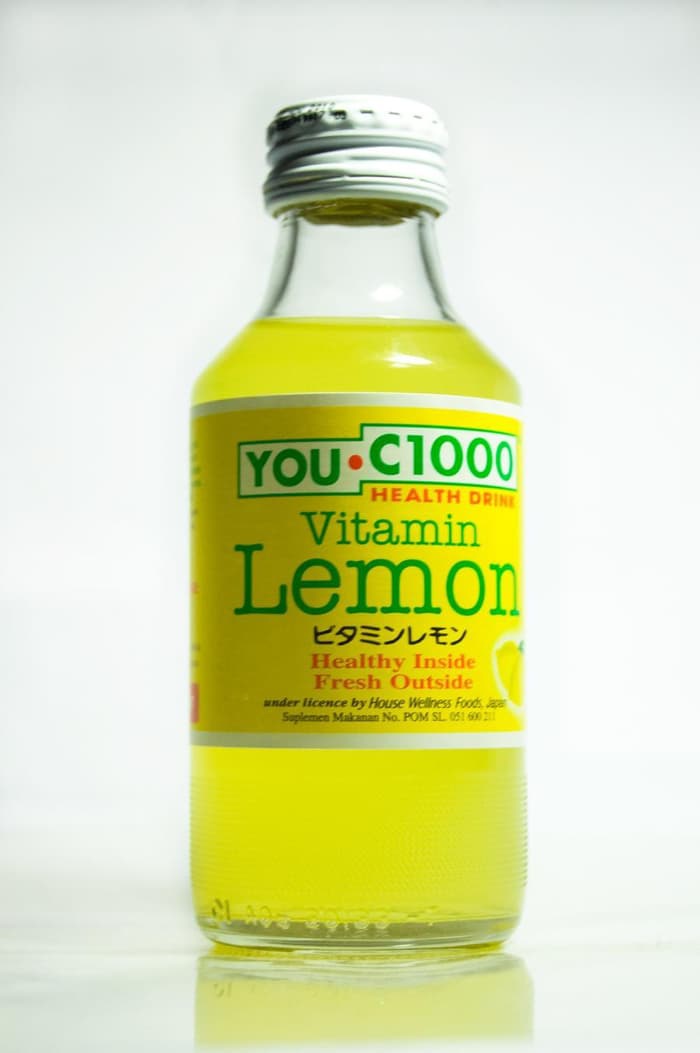 YOU•C1000
HEALTH DRINK
Vitamin
Lemon
ビタミンレモン
Healthy Inside
Fresh Outside
under licence by House Wellness Foods, Japan
Suplemen Makanan No. POM SL. 051 600 211